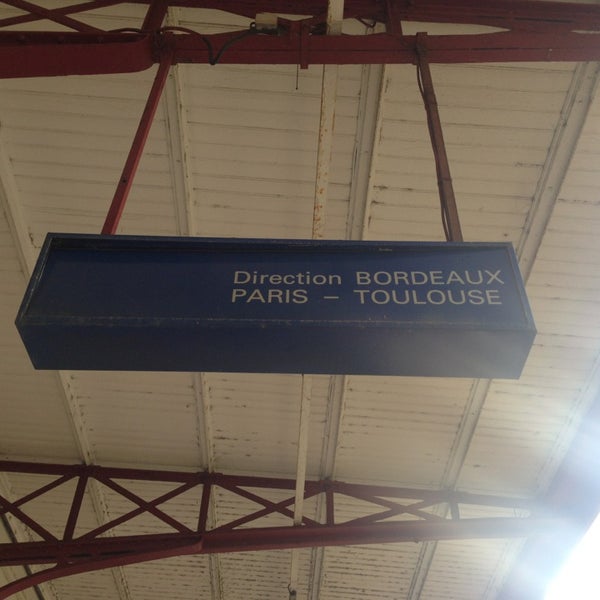 Direction BORDEAUX
PARIS – TOULOUSE